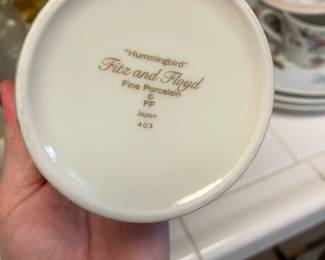 "Hummingbird"
Fitz and Floyd
Fine Porcelain
©
FF
Japan
403